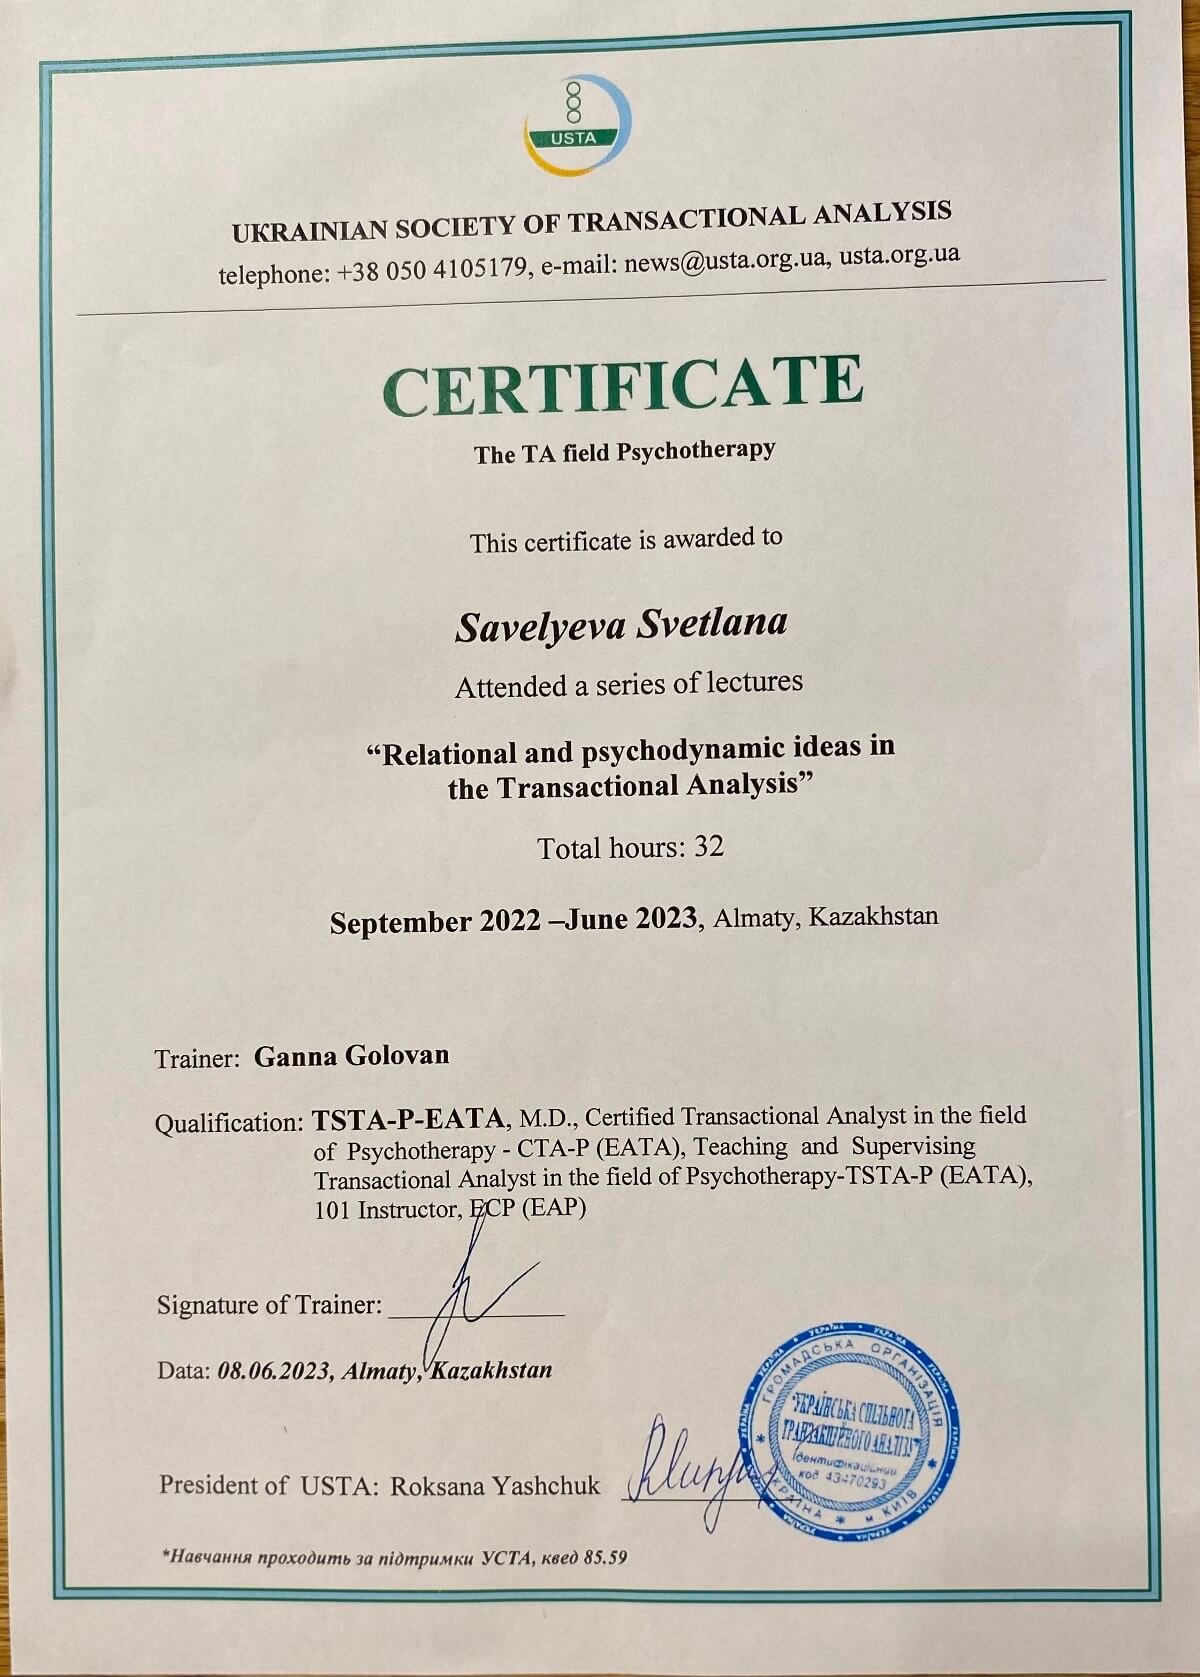 USTA
UKRAINIAN SOCIETY OF TRANSACTIONAL ANALYSIS
telephone: +38 050 4105179, e-mail: news@usta.org.ua, usta.org.ua
CERTIFICATE
The TA field Psychotherapy
This certificate is awarded to
Savelyeva Svetlana
Attended a series of lectures
“Relational and psychodynamic ideas in
the Transactional Analysis”
Total hours: 32
September 2022 –June 2023, Almaty, Kazakhstan
Trainer: Ganna Golovan
Qualification: TSTA-P-EATA, M.D., Certified Transactional Analyst in the field
of Psychotherapy - CTA-P (EATA), Teaching and Supervising
Transactional Analyst in the field of Psychotherapy-TSTA-P (EATA),
101 Instructor, ECP (EAP)
Signature of Trainer:
Data: 08.06.2023, Almaty, Kazakhstan
President of USTA: Roksana Yashchuk
ГРОМАДСЬКА ОРГАНІЗАЦІЯ
"УКРАЇНСЬКА СПІЛЬНОТА
ТРАНЗАКЦІЙНОГО АНАЛІЗУ"
Ідентифікаційний
код 43470293
УКРАЇНА * м КИЇВ
*Навчання проходить за підтримки УСТА, квед 85.59